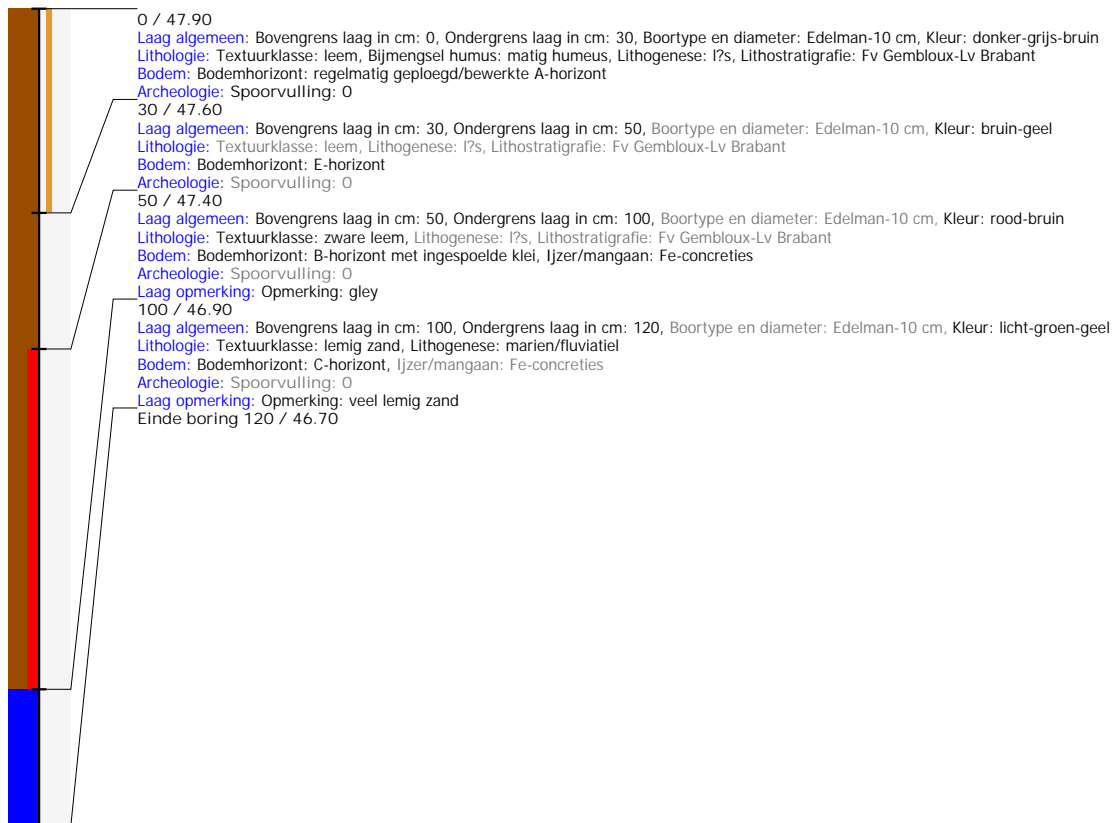 0 / 47.90
Laag algemeen: Bovengrens laag in cm: 0, Ondergrens laag in cm: 30, Boortype en diameter: Edelman-10 cm, Kleur: donker-grijs-bruin
Lithologie: Textuurklasse: leem, Bijmengsel humus: matig humeus, Lithogenese: l?s, Lithostratigrafie: Fv Gembloux-Lv Brabant
Bodem: Bodemhorizont: regelmatig geploegd/bewerkte A-horizont
Archeologie: Spoorvulling: 0
30 / 47.60
Laag algemeen: Bovengrens laag in cm: 30, Ondergrens laag in cm: 50, Boortype en diameter: Edelman-10 cm, Kleur: bruin-geel
Lithologie: Textuurklasse: leem, Lithogenese: l?s, Lithostratigrafie: Fv Gembloux-Lv Brabant
Bodem: Bodemhorizont: E-horizont
Archeologie: Spoorvulling: 0
50 / 47.40
Laag algemeen: Bovengrens laag in cm: 50, Ondergrens laag in cm: 100, Boortype en diameter: Edelman-10 cm, Kleur: rood-bruin
Lithologie: Textuurklasse: zware leem, Lithogenese: l?s, Lithostratigrafie: Fv Gembloux-Lv Brabant
Bodem: Bodemhorizont: B-horizont met ingespoelde klei, Ijzer/mangaan: Fe-concreties
Archeologie: Spoorvulling: 0
Laag opmerking: Opmerking: gley
100 / 46.90
Laag algemeen: Bovengrens laag in cm: 100, Ondergrens laag in cm: 120, Boortype en diameter: Edelman-10 cm, Kleur: licht-groen-geel
Lithologie: Textuurklasse: lemig zand, Lithogenese: marien/fluviatiel
Bodem: Bodemhorizont: C-horizont, Ijzer/mangaan: Fe-concreties
Archeologie: Spoorvulling: 0
Laag opmerking: Opmerking: veel lemig zand
Einde boring 120 / 46.70